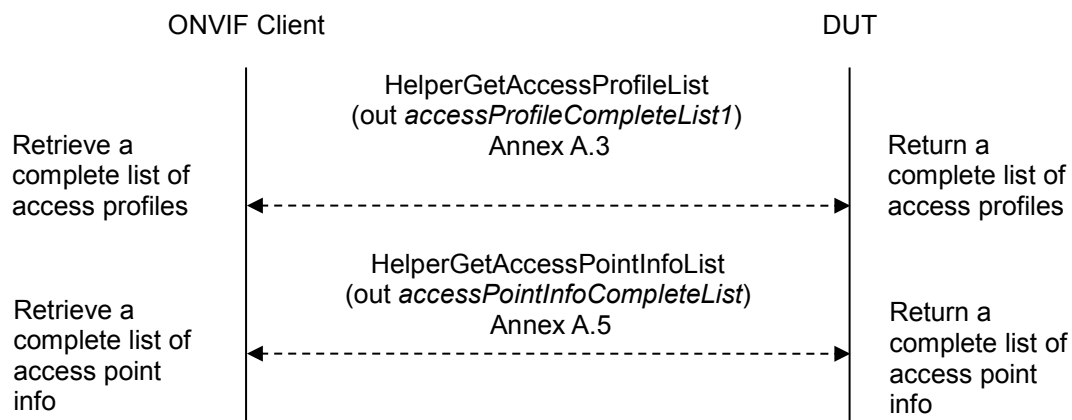 ONVIF Client
DUT
HelperGetAccessProfileList
(out accessProfileCompleteList1)
Annex A.3
Retrieve a
complete list of
access profiles
Return a
complete list of
access profiles
HelperGetAccessPointInfoList
(out accessPointInfoCompleteList)
Annex A.5
Retrieve a
complete list of
access point
info
Return a
complete list of
access point
info